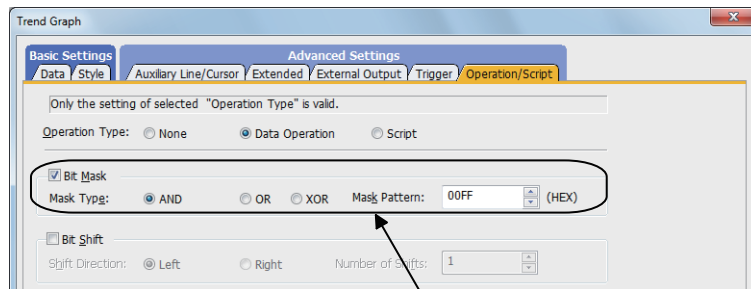 Trend Graph
Basic Settings Advanced Settings
Data Style Auxiliary Line/Cursor Extended External Output Trigger Operation/Script
Only the setting of selected "Operation Type" is valid.
Operation Type: None Data Operation Script
Bit Mask
Mask Type: AND OR XOR Mask Pattern: 00FF (HEX)
Bit Shift
Shift Direction: Left Right Number of Shifts: 1